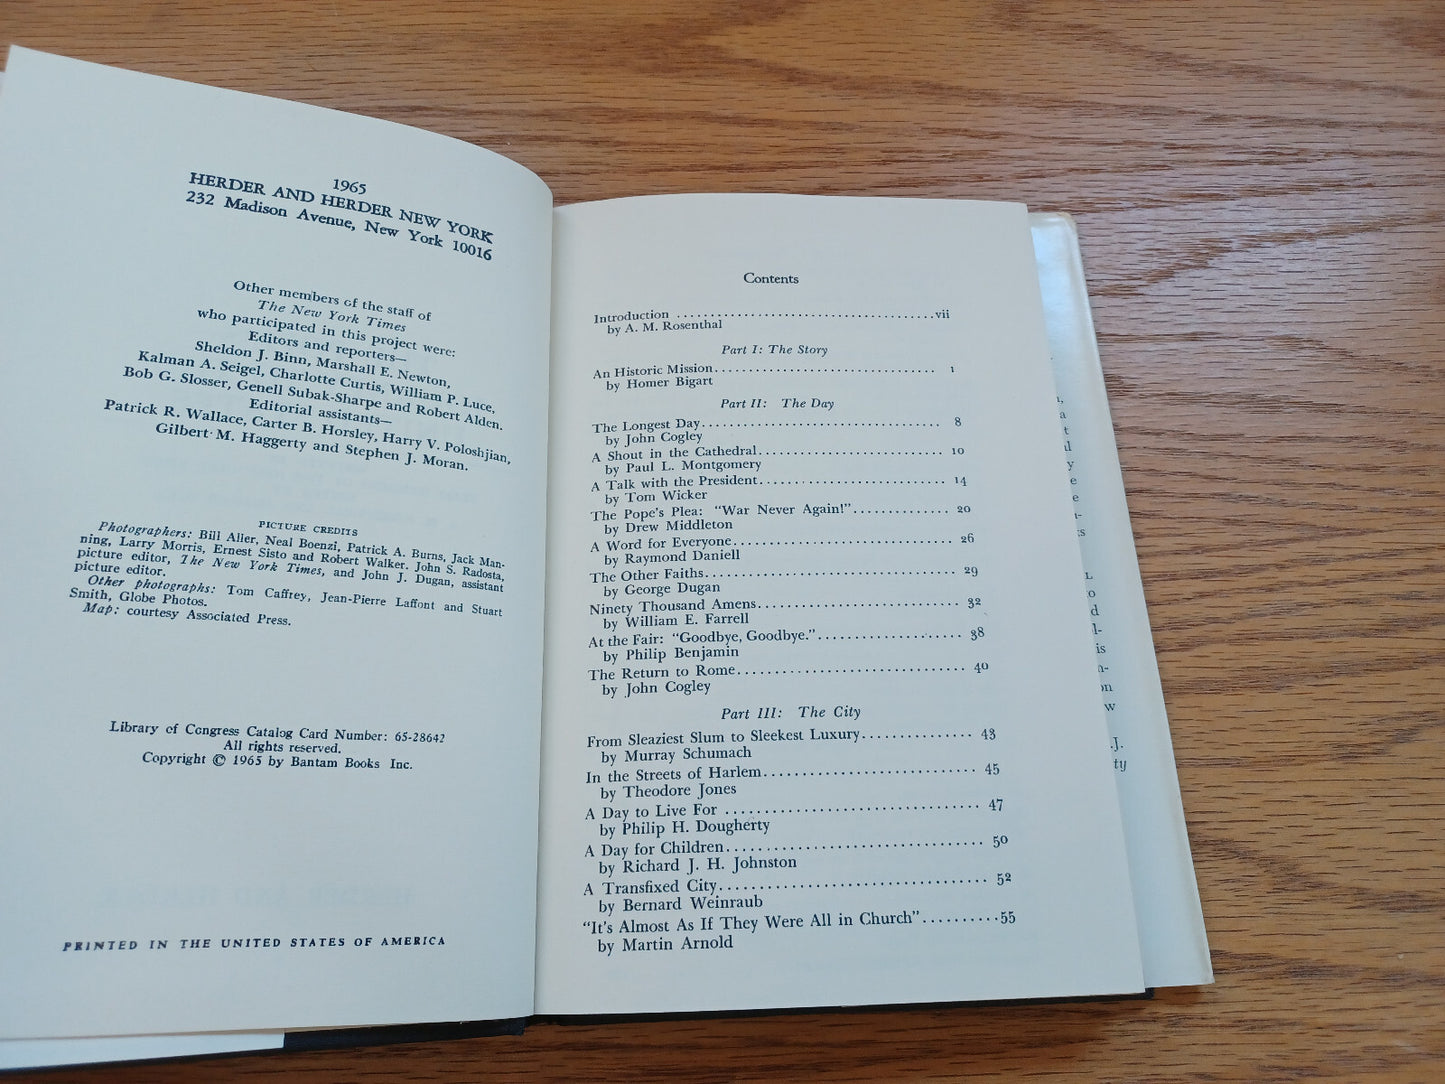 1965
HERDER AND HERDER NEW YORK
232 Madison Avenue, New York 10016
Other members of the staff of
The New York Times
who participated in this project were:
Editors and reporters—
Sheldon J. Binn, Marshall E. Newton,
Kalman A. Seigel, Charlotte Curtis, William P. Luce,
Bob G. Slosser, Genell Subak-Sharpe and Robert Alden.
Editorial assistants—
Patrick R. Wallace, Carter B. Horsley, Harry V. Poloshjian,
Gilbert M. Haggerty and Stephen J. Moran.
PICTURE CREDITS
Photographers: Bill Aller, Neal Boenzi, Patrick A. Burns, Jack Man-
ning, Larry Morris, Ernest Sisto and Robert Walker. John S. Radosta,
picture editor, The New York Times, and John J. Dugan, assistant
picture editor.
Other photographs: Tom Caffrey, Jean-Pierre Laffont and Stuart
Smith, Globe Photos.
Map: courtesy Associated Press.
Library of Congress Catalog Card Number: 65-28642
All rights reserved.
Copyright © 1965 by Bantam Books Inc.
PRINTED IN THE UNITED STATES OF AMERICA
Contents
Introduction ........................................vii
by A. M. Rosenthal
Part I: The Story
An Historic Mission................................... 1
by Homer Bigart
Part II: The Day
The Longest Day..................................... 8
by John Cogley
A Shout in the Cathedral.............................. 10
by Paul L. Montgomery
A Talk with the President.............................. 14
by Tom Wicker
The Pope's Plea: "War Never Again!"............... 20
by Drew Middleton
A Word for Everyone.................................. 26
by Raymond Daniell
The Other Faiths....................................... 29
by George Dugan
Ninety Thousand Amens................................ 32
by William E. Farrell
At the Fair: "Goodbye, Goodbye."...................... 38
by Philip Benjamin
The Return to Rome................................... 40
by John Cogley
Part III: The City
From Sleaziest Slum to Sleekest Luxury............... 43
by Murray Schumach
In the Streets of Harlem............................. 45
by Theodore Jones
A Day to Live For ................................... 47
by Philip H. Dougherty
A Day for Children................................... 50
by Richard J. H. Johnston
A Transfixed City.................................... 52
by Bernard Weinraub
"It's Almost As If They Were All in Church"..........55
by Martin Arnold